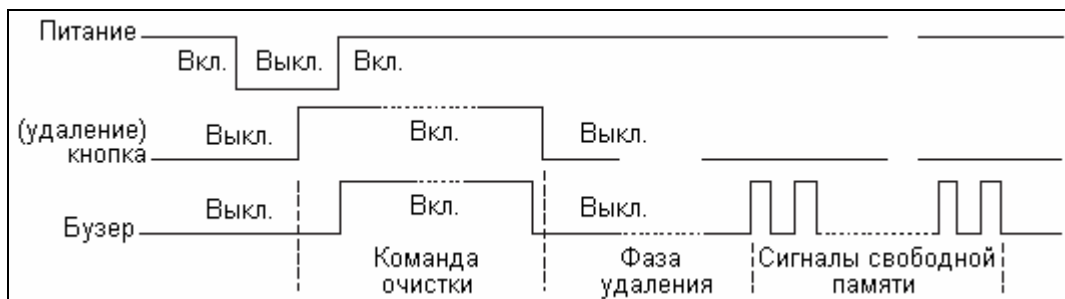 Питание
Вкл. Выкл. Вкл.
(удаление)
кнопка
Выкл. Вкл. Выкл.
Бузер
Выкл. Вкл. Выкл.
Команда
очистки
Фаза
удаления
Сигналы свободной
памяти